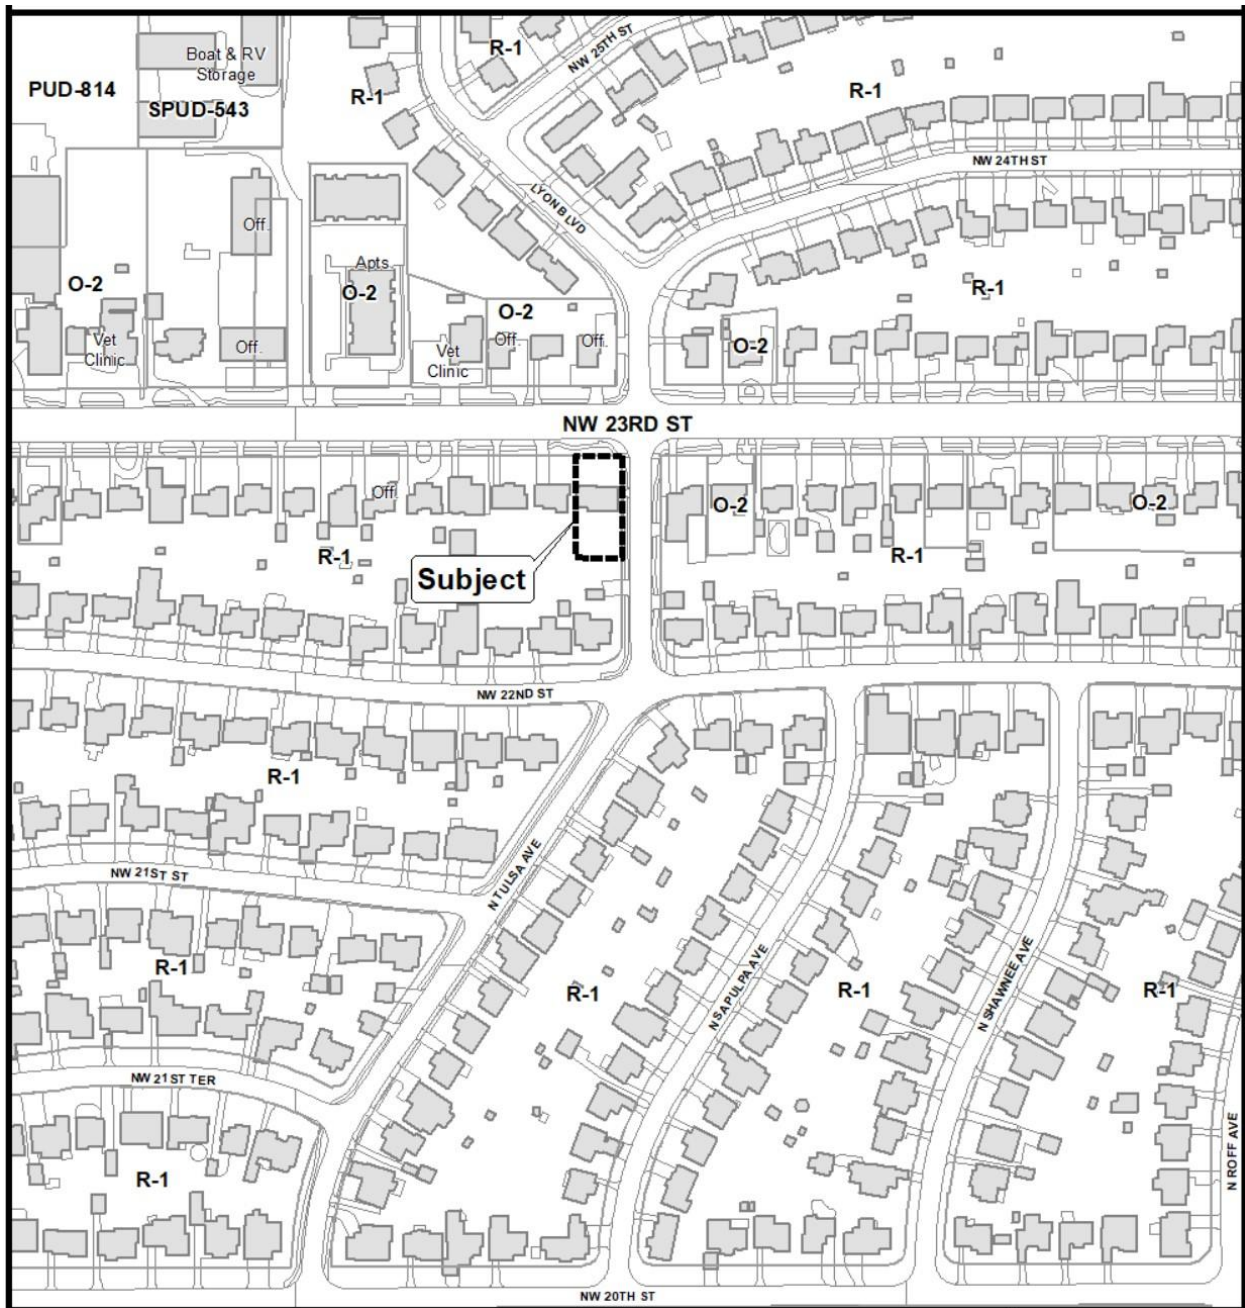 R-1
NW 25TH ST
Boat & RV
Storage
PUD-814
SPUD-543
R-1
R-1
NW 24TH ST
LYON BLVD
Off.
Apts
O-2
O-2
R-1
O-2
Vet
Clinic
Off.
Vet
Clinic
Off.
Off.
O-2
NW 23RD ST
Off.
O-2
O-2
R-1
R-1
Subject
NW 22ND ST
R-1
N TULSA AVE
NW 21ST ST
R-1
R-1
N SAPULPA AVE
R-1
N SHAWNEE AVE
R-1
NW 21ST TER
R-1
N ROFF AVE
NW 20TH ST